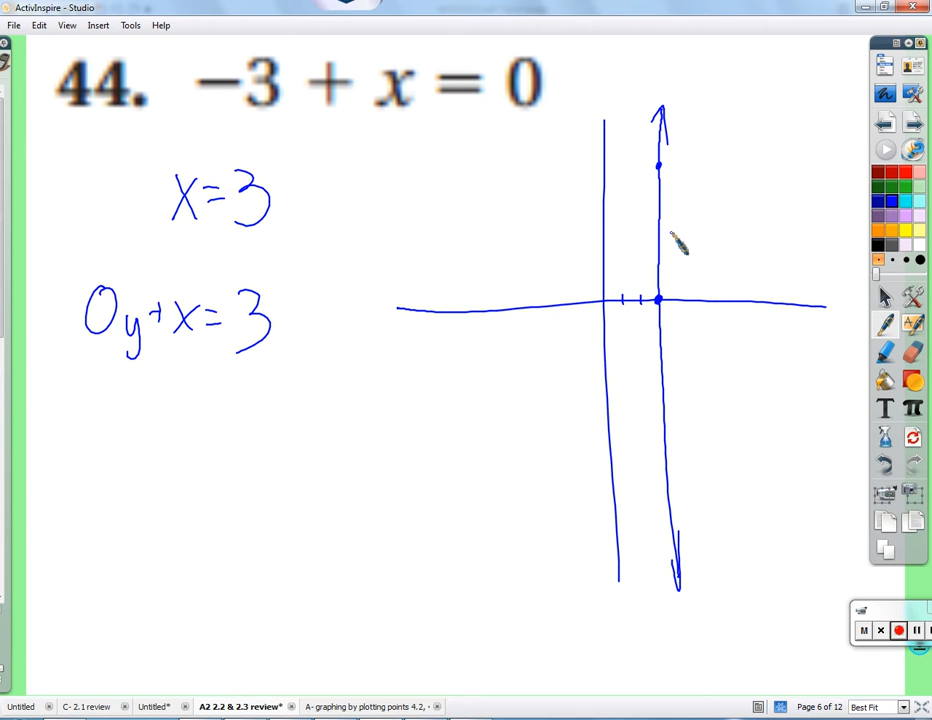 ActivInspire - Studio
File Edit View Insert Tools Help
44. −3 + x = 0
x = 3
0y + x = 3
T π
M
Untitled C- 2.1 review Untitled* A2 2.2 & 2.3 review* A- graphing by plotting points 4.2, Page 6 of 12 Best Fit